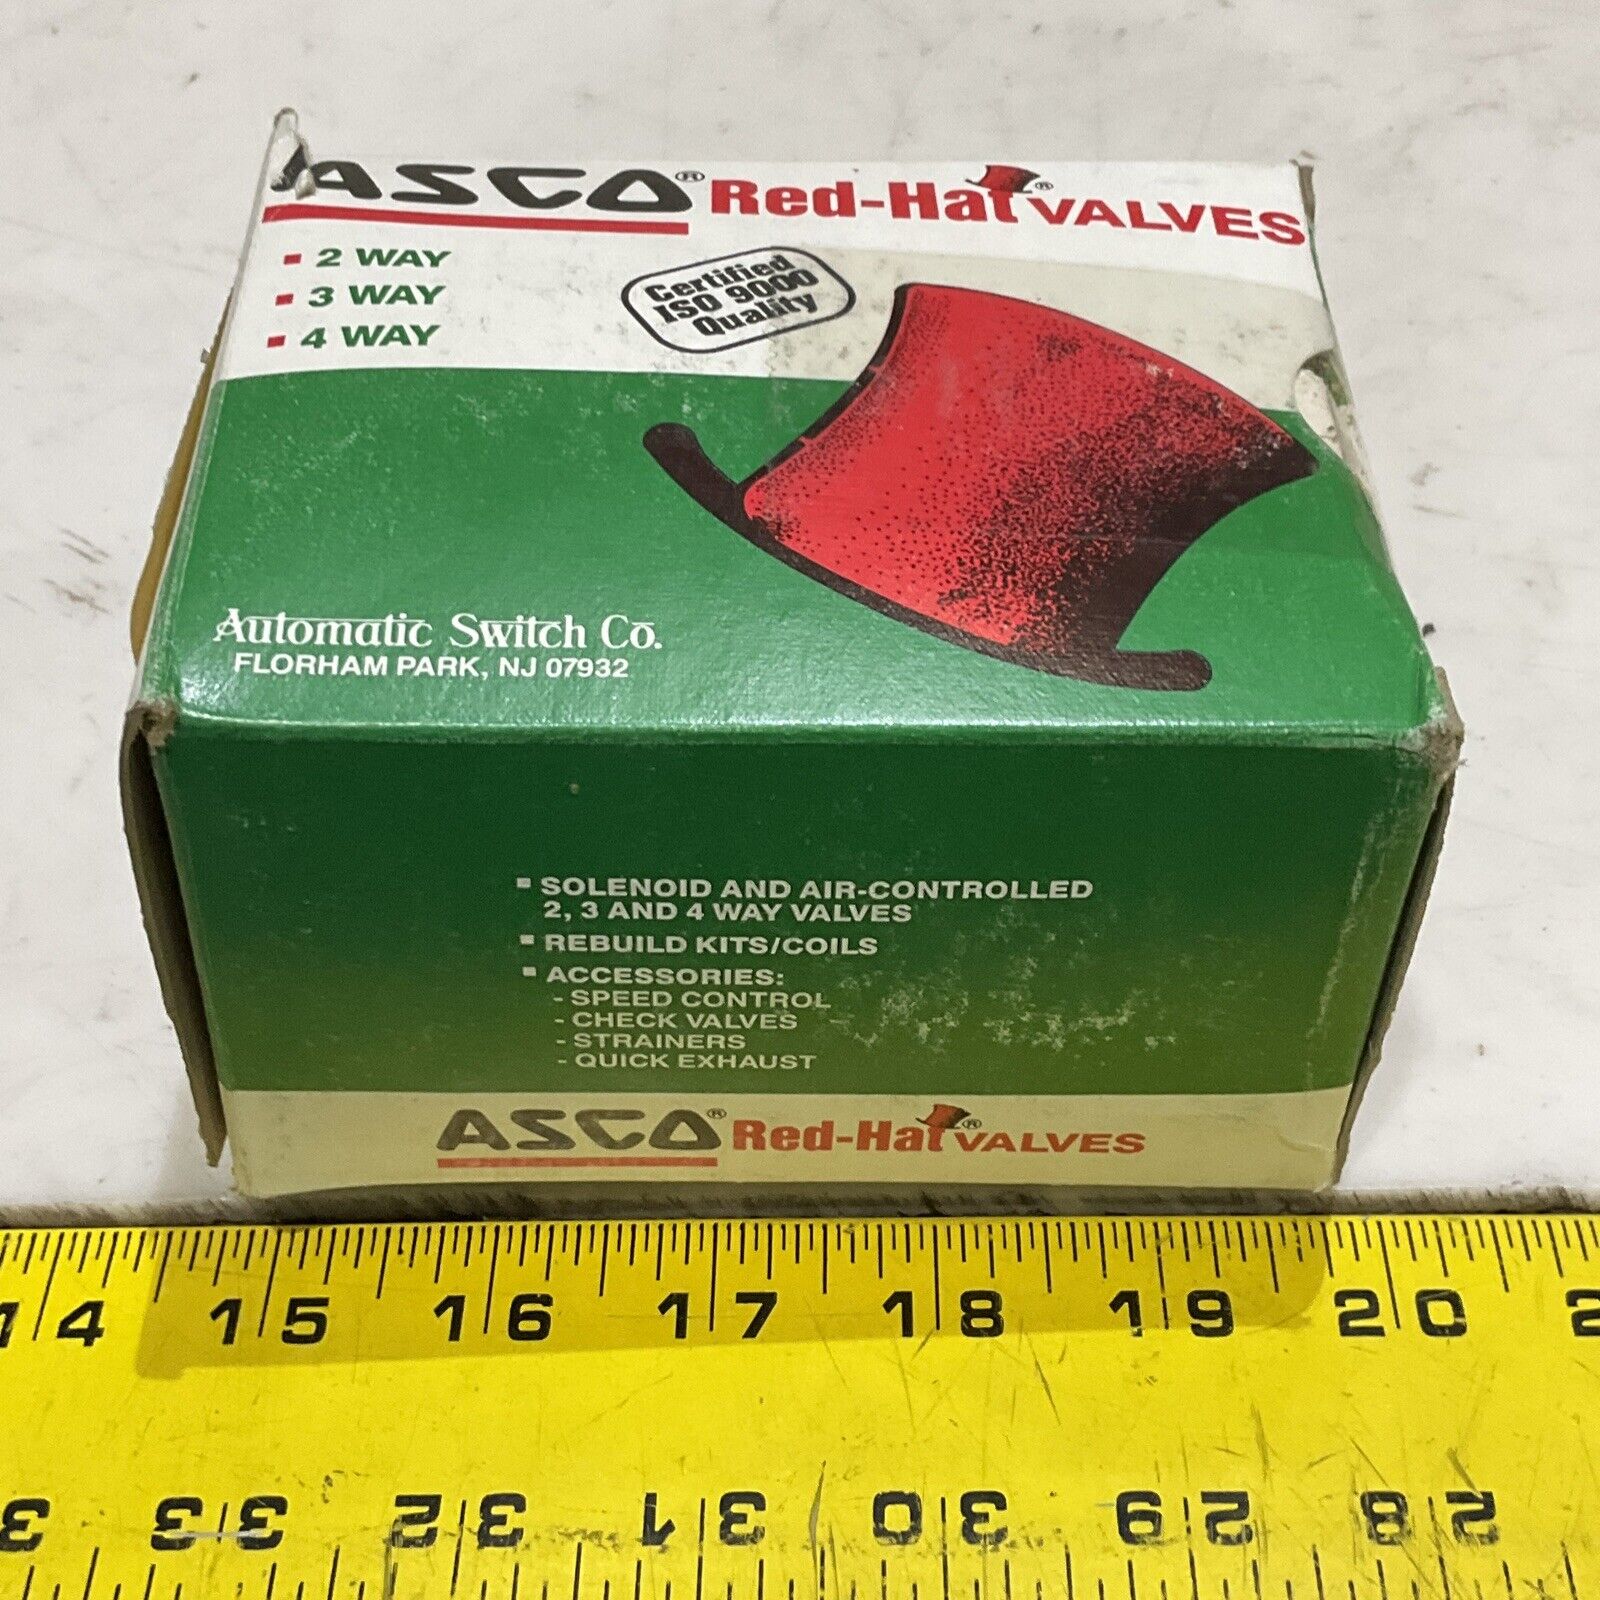 ASCO® Red-Hat® VALVES
▪ 2 WAY
▪ 3 WAY
▪ 4 WAY
Certified
ISO 9000
Quality
Automatic Switch Co.
FLORHAM PARK, NJ 07932
▪ SOLENOID AND AIR-CONTROLLED
2, 3 AND 4 WAY VALVES
▪ REBUILD KITS/COILS
▪ ACCESSORIES:
- SPEED CONTROL
- CHECK VALVES
- STRAINERS
- QUICK EXHAUST
ASCO® Red-Hat® VALVES
14 15 16 17 18 19 20
33 32 31 30 29 28